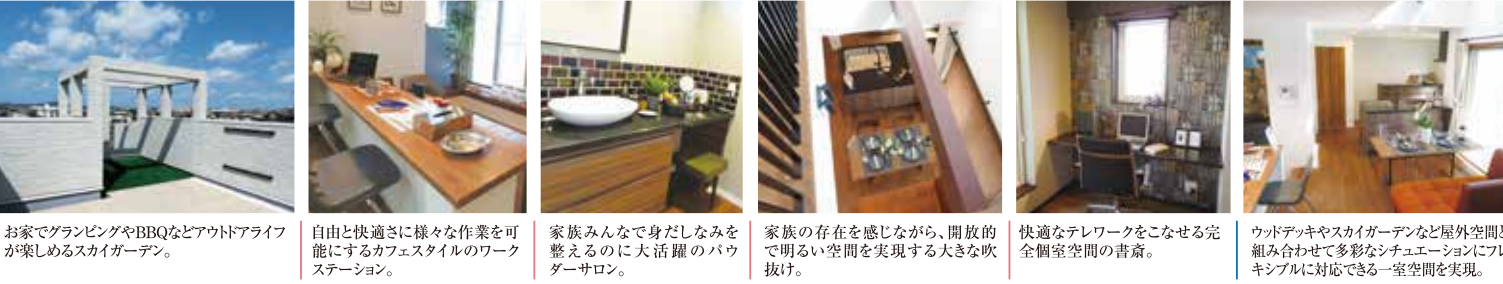 お家でグランピングやBBQなどアウトドアライフ
が楽しめるスカイガーデン。
自由と快適さに様々な作業を可
能にするカフェスタイルのワーク
ステーション。
家族みんなで身だしなみを
整えるのに大活躍のパウ
ダーサロン。
家族の存在を感じながら、開放的
で明るい空間を実現する大きな吹
抜け。
快適なテレワークをこなせる完
全個室空間の書斎。
ウッドデッキやスカイガーデンなど屋外空間と
組み合わせて多彩なシチュエーションにフレ
キシブルに対応できる一室空間を実現。